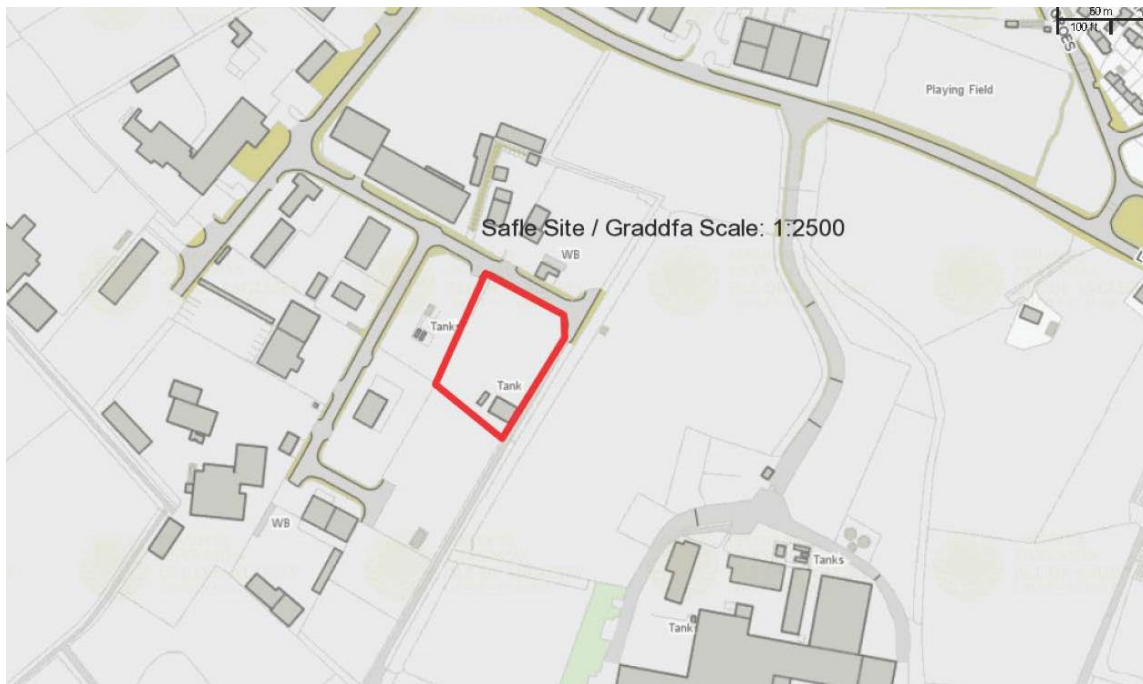 50 m
100 ft
Playing Field
Safle Site / Graddfa Scale: 1:2500
WB
Tanks
Tank
WB
Tanks
Tank